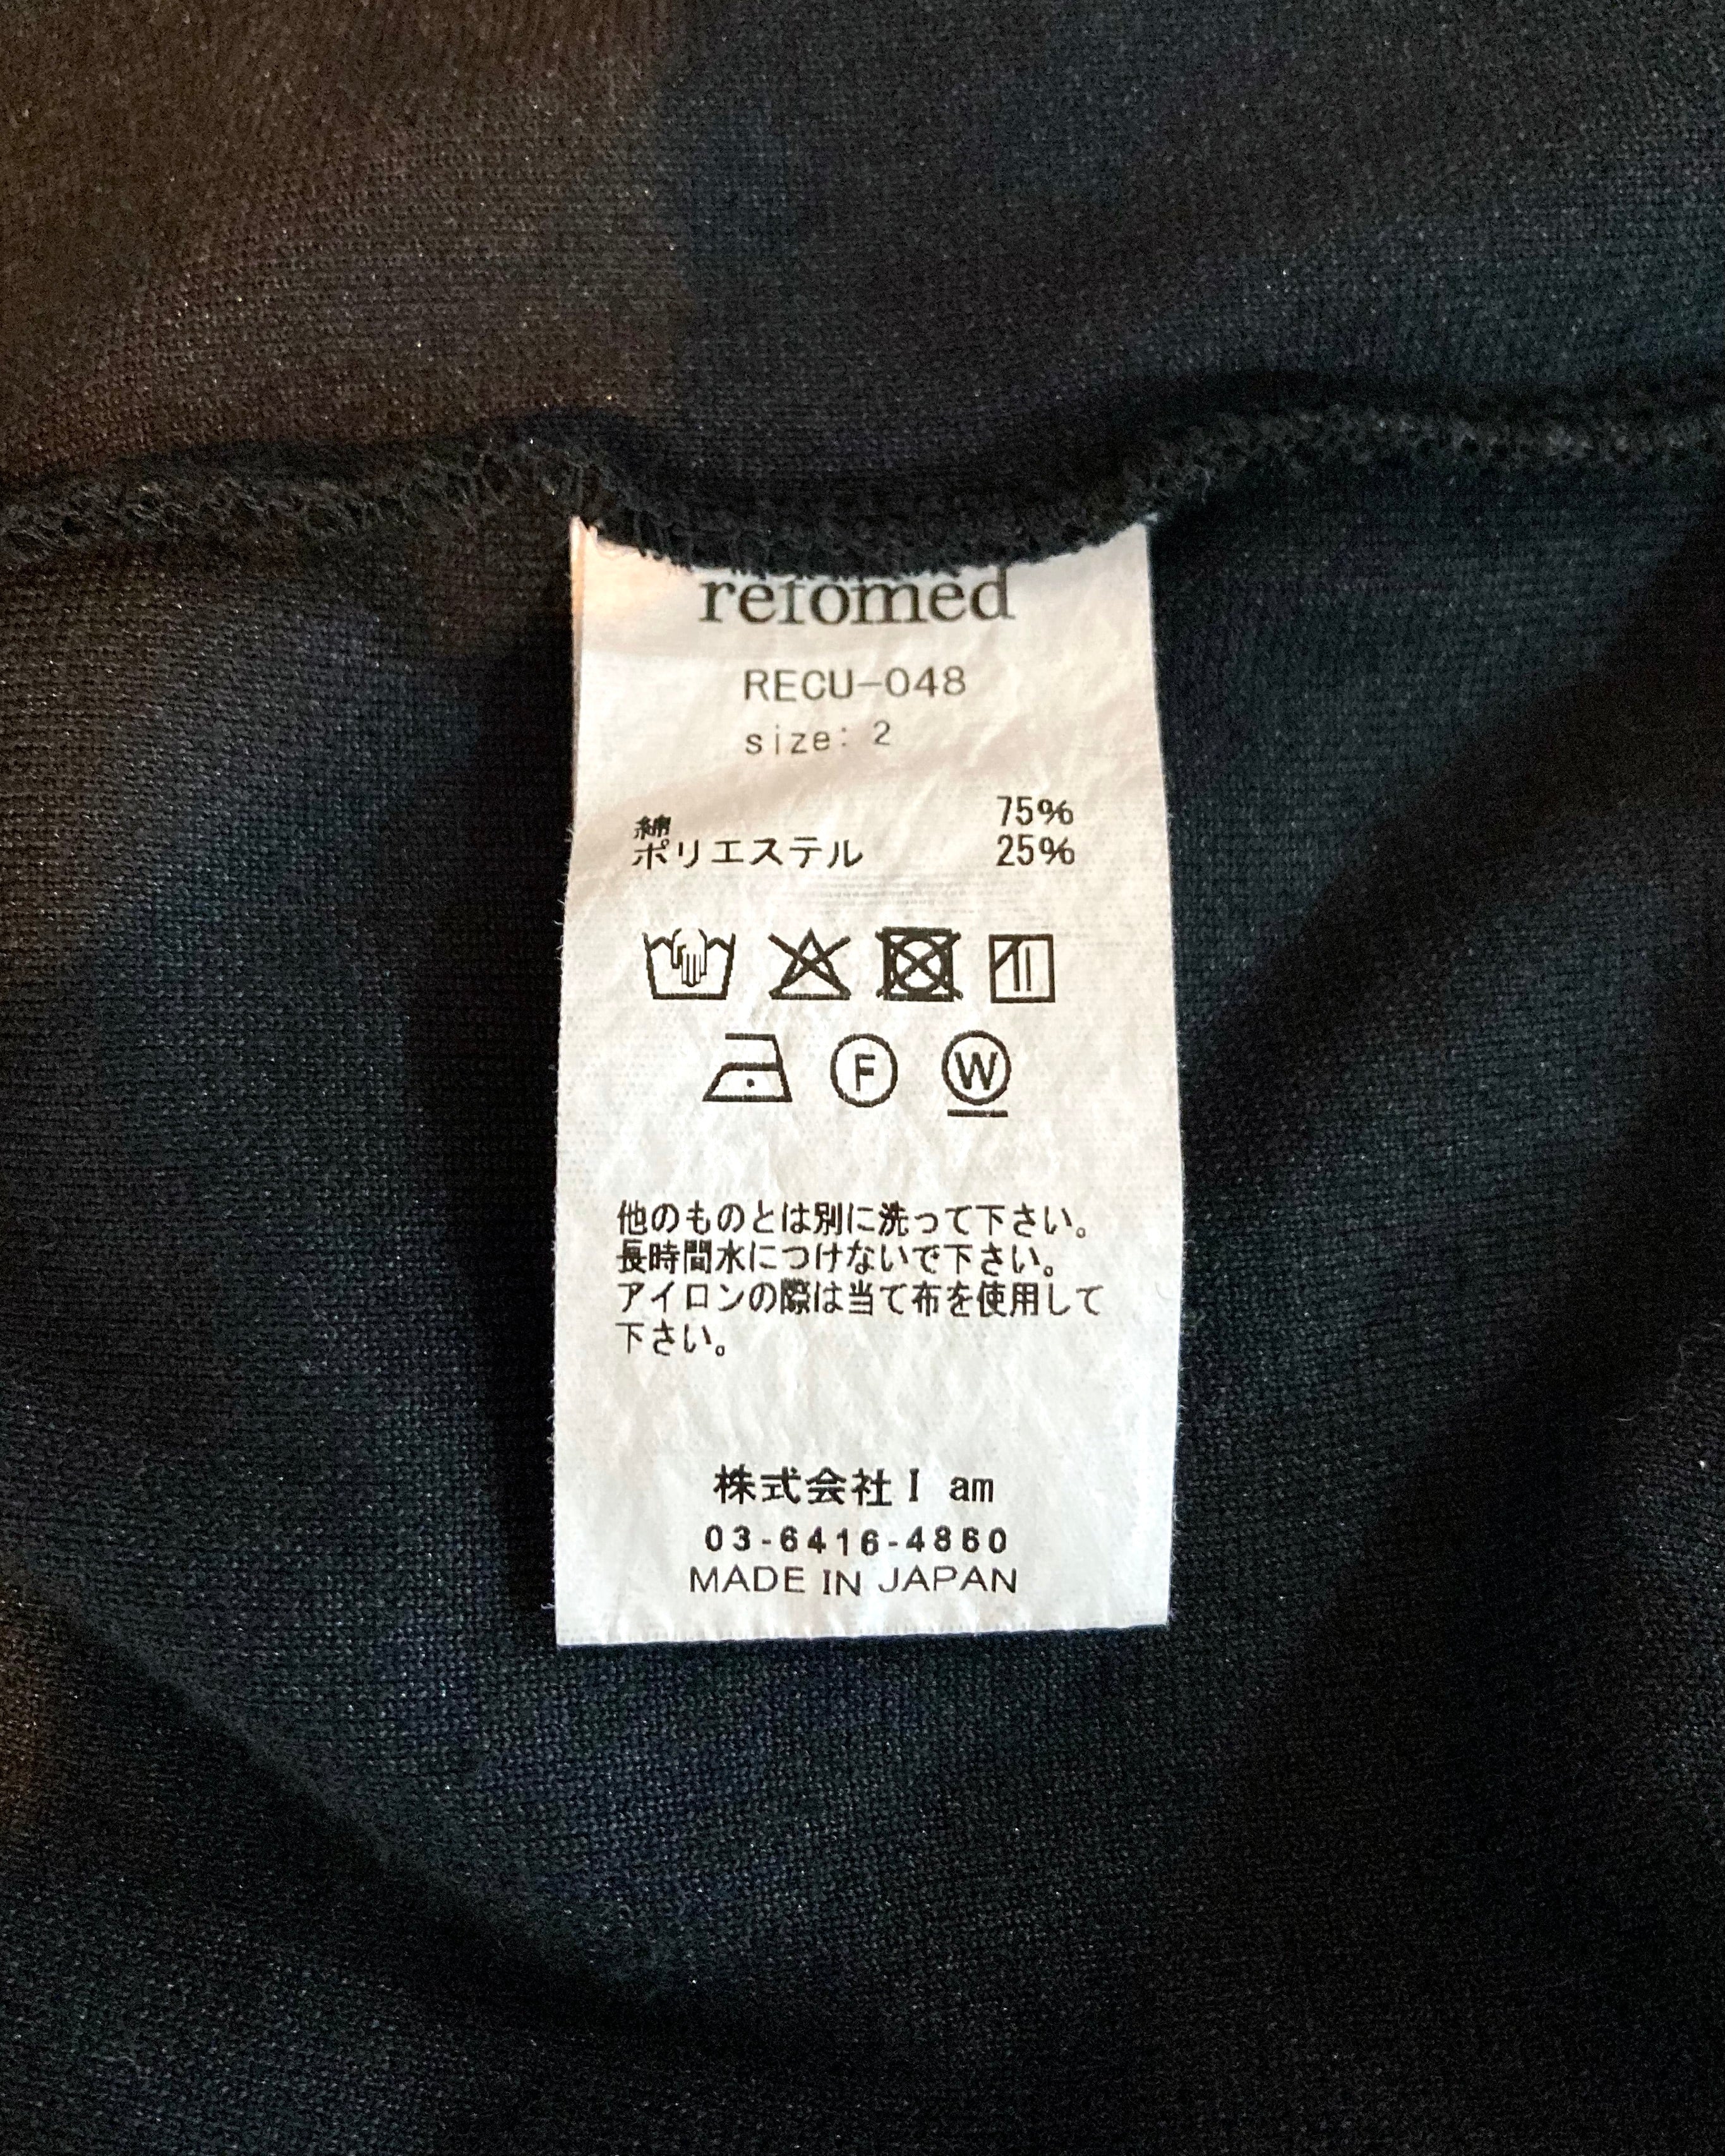 refomed
RECU-048
size: 2
綿 75%
ポリエステル 25%
F W
他のものとは別に洗って下さい。
長時間水につけないで下さい。
アイロンの際は当て布を使用して
下さい。
株式会社I am
03-6416-4860
MADE IN JAPAN